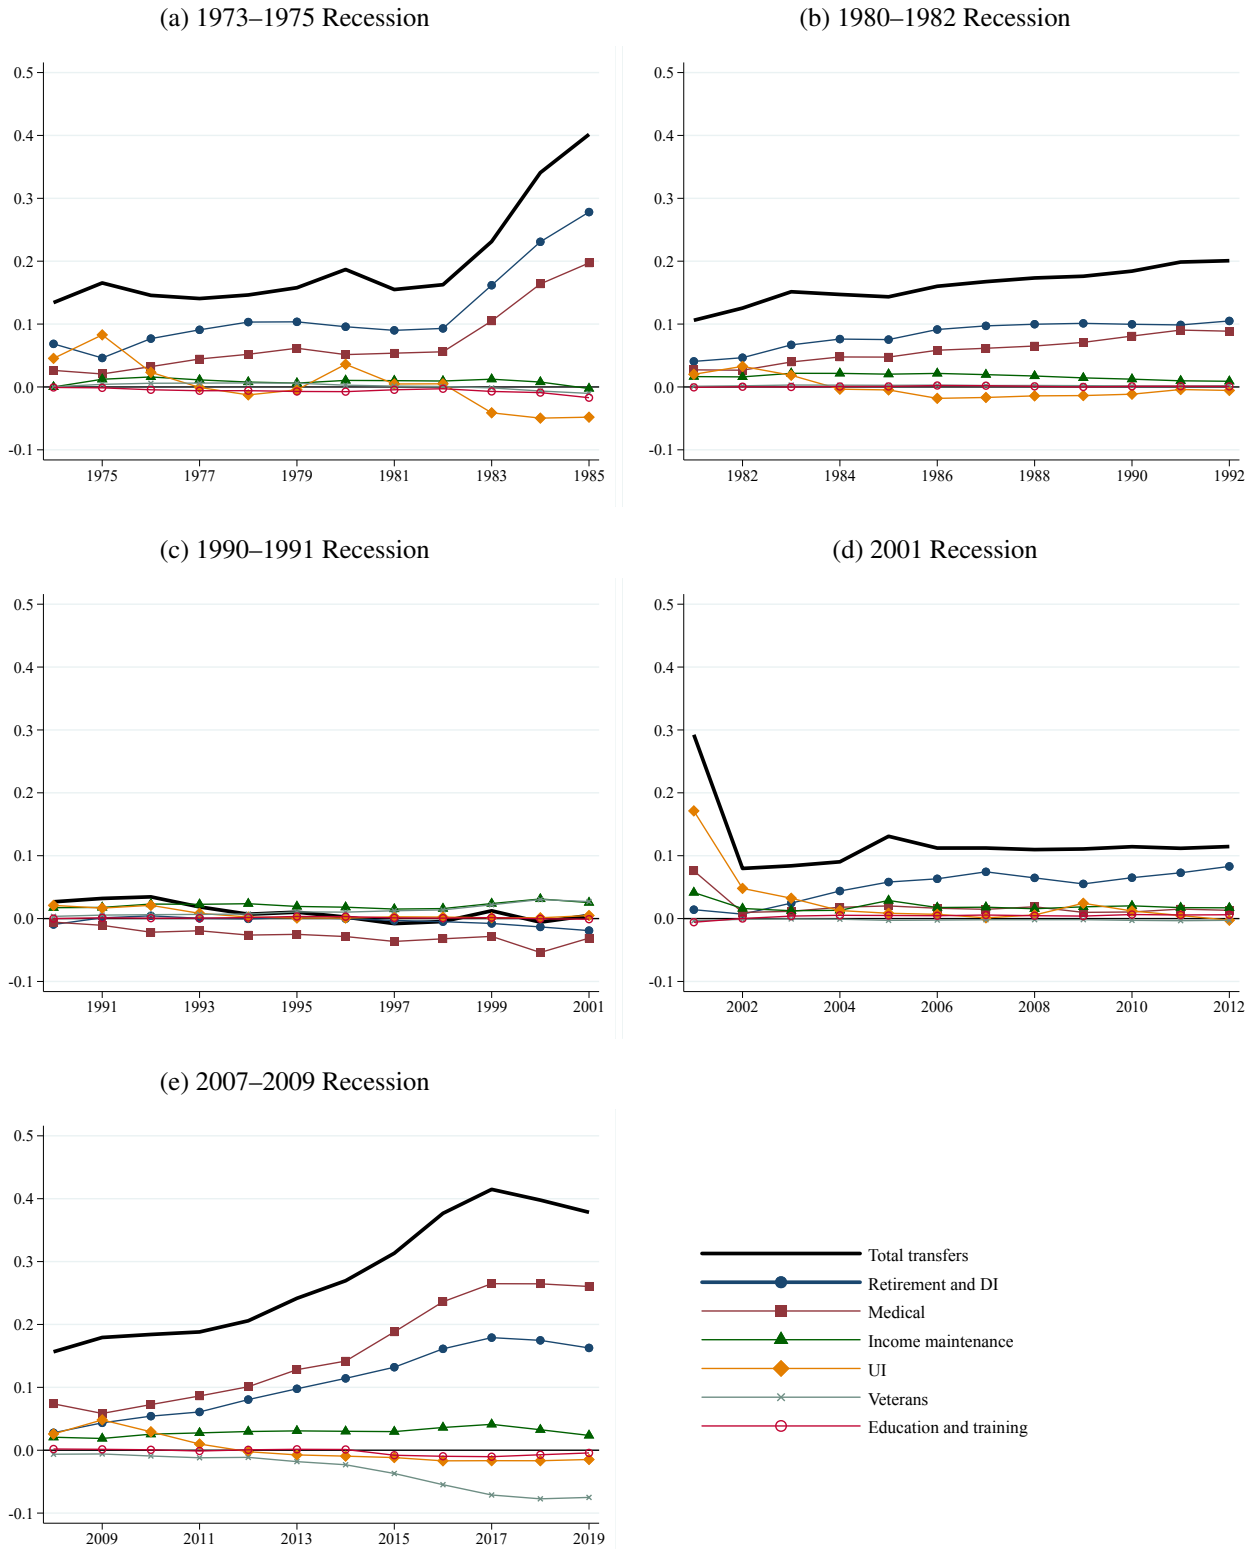 (a) 1973–1975 Recession
0.5
0.4
0.3
0.2
0.1
0.0
-0.1
1975 1977 1979 1981 1983 1985
(b) 1980–1982 Recession
0.5
0.4
0.3
0.2
0.1
0.0
-0.1
1982 1984 1986 1988 1990 1992
(c) 1990–1991 Recession
0.5
0.4
0.3
0.2
0.1
0.0
-0.1
1991 1993 1995 1997 1999 2001
(d) 2001 Recession
0.5
0.4
0.3
0.2
0.1
0.0
-0.1
2002 2004 2006 2008 2010 2012
(e) 2007–2009 Recession
0.5
0.4
0.3
0.2
0.1
0.0
-0.1
2009 2011 2013 2015 2017 2019
Total transfers
Retirement and DI
Medical
Income maintenance
UI
Veterans
Education and training